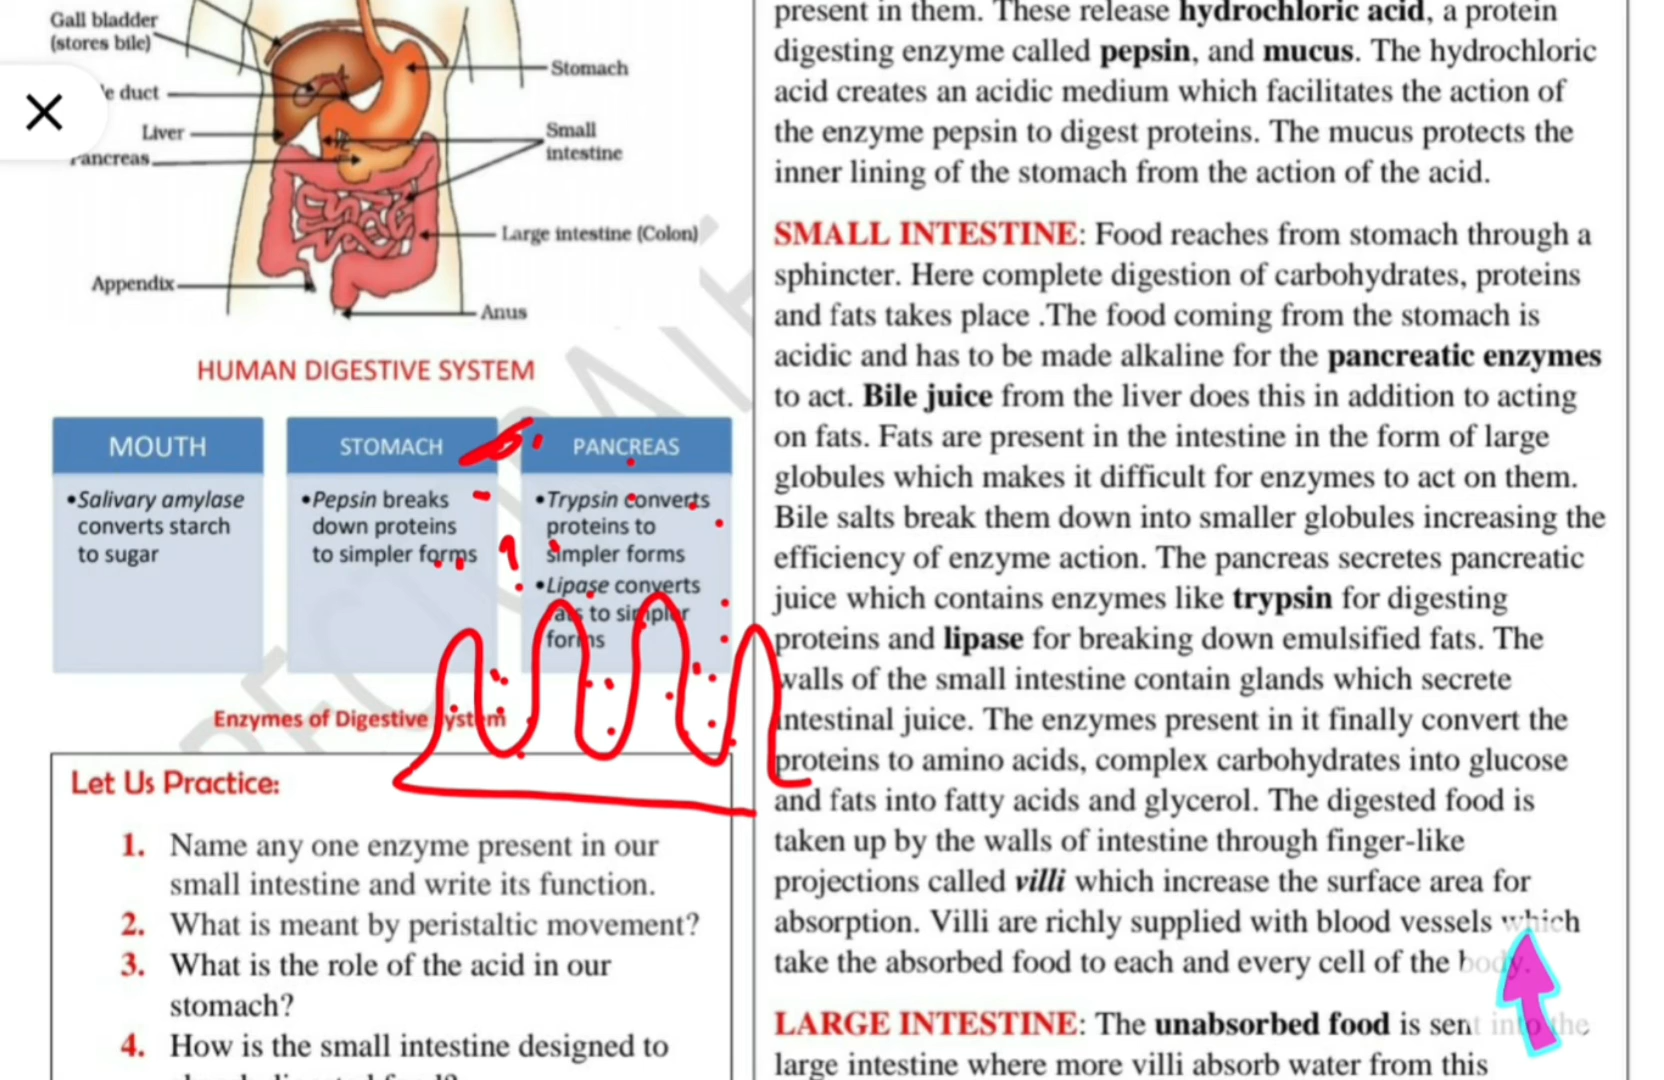 Gall bladder
(stores bile)
duct
Liver
Pancreas
Appendix
Stomach
Small
intestine
Large intestine (Colon)
Anus
HUMAN DIGESTIVE SYSTEM
MOUTH
•Salivary amylase
converts starch
to sugar
STOMACH
•Pepsin breaks
down proteins
to simpler forms
PANCREAS
•Trypsin converts
proteins to
simpler forms
•Lipase converts
fats to simpler
forms
Enzymes of Digestive System
Let Us Practice:
1. Name any one enzyme present in our
small intestine and write its function.
2. What is meant by peristaltic movement?
3. What is the role of the acid in our
stomach?
4. How is the small intestine designed to
present in them. These release hydrochloric acid, a protein
digesting enzyme called pepsin, and mucus. The hydrochloric
acid creates an acidic medium which facilitates the action of
the enzyme pepsin to digest proteins. The mucus protects the
inner lining of the stomach from the action of the acid.
SMALL INTESTINE: Food reaches from stomach through a
sphincter. Here complete digestion of carbohydrates, proteins
and fats takes place .The food coming from the stomach is
acidic and has to be made alkaline for the pancreatic enzymes
to act. Bile juice from the liver does this in addition to acting
on fats. Fats are present in the intestine in the form of large
globules which makes it difficult for enzymes to act on them.
Bile salts break them down into smaller globules increasing the
efficiency of enzyme action. The pancreas secretes pancreatic
juice which contains enzymes like trypsin for digesting
proteins and lipase for breaking down emulsified fats. The
walls of the small intestine contain glands which secrete
intestinal juice. The enzymes present in it finally convert the
proteins to amino acids, complex carbohydrates into glucose
and fats into fatty acids and glycerol. The digested food is
taken up by the walls of intestine through finger-like
projections called villi which increase the surface area for
absorption. Villi are richly supplied with blood vessels which
take the absorbed food to each and every cell of the body.
LARGE INTESTINE: The unabsorbed food is sent into the
large intestine where more villi absorb water from this